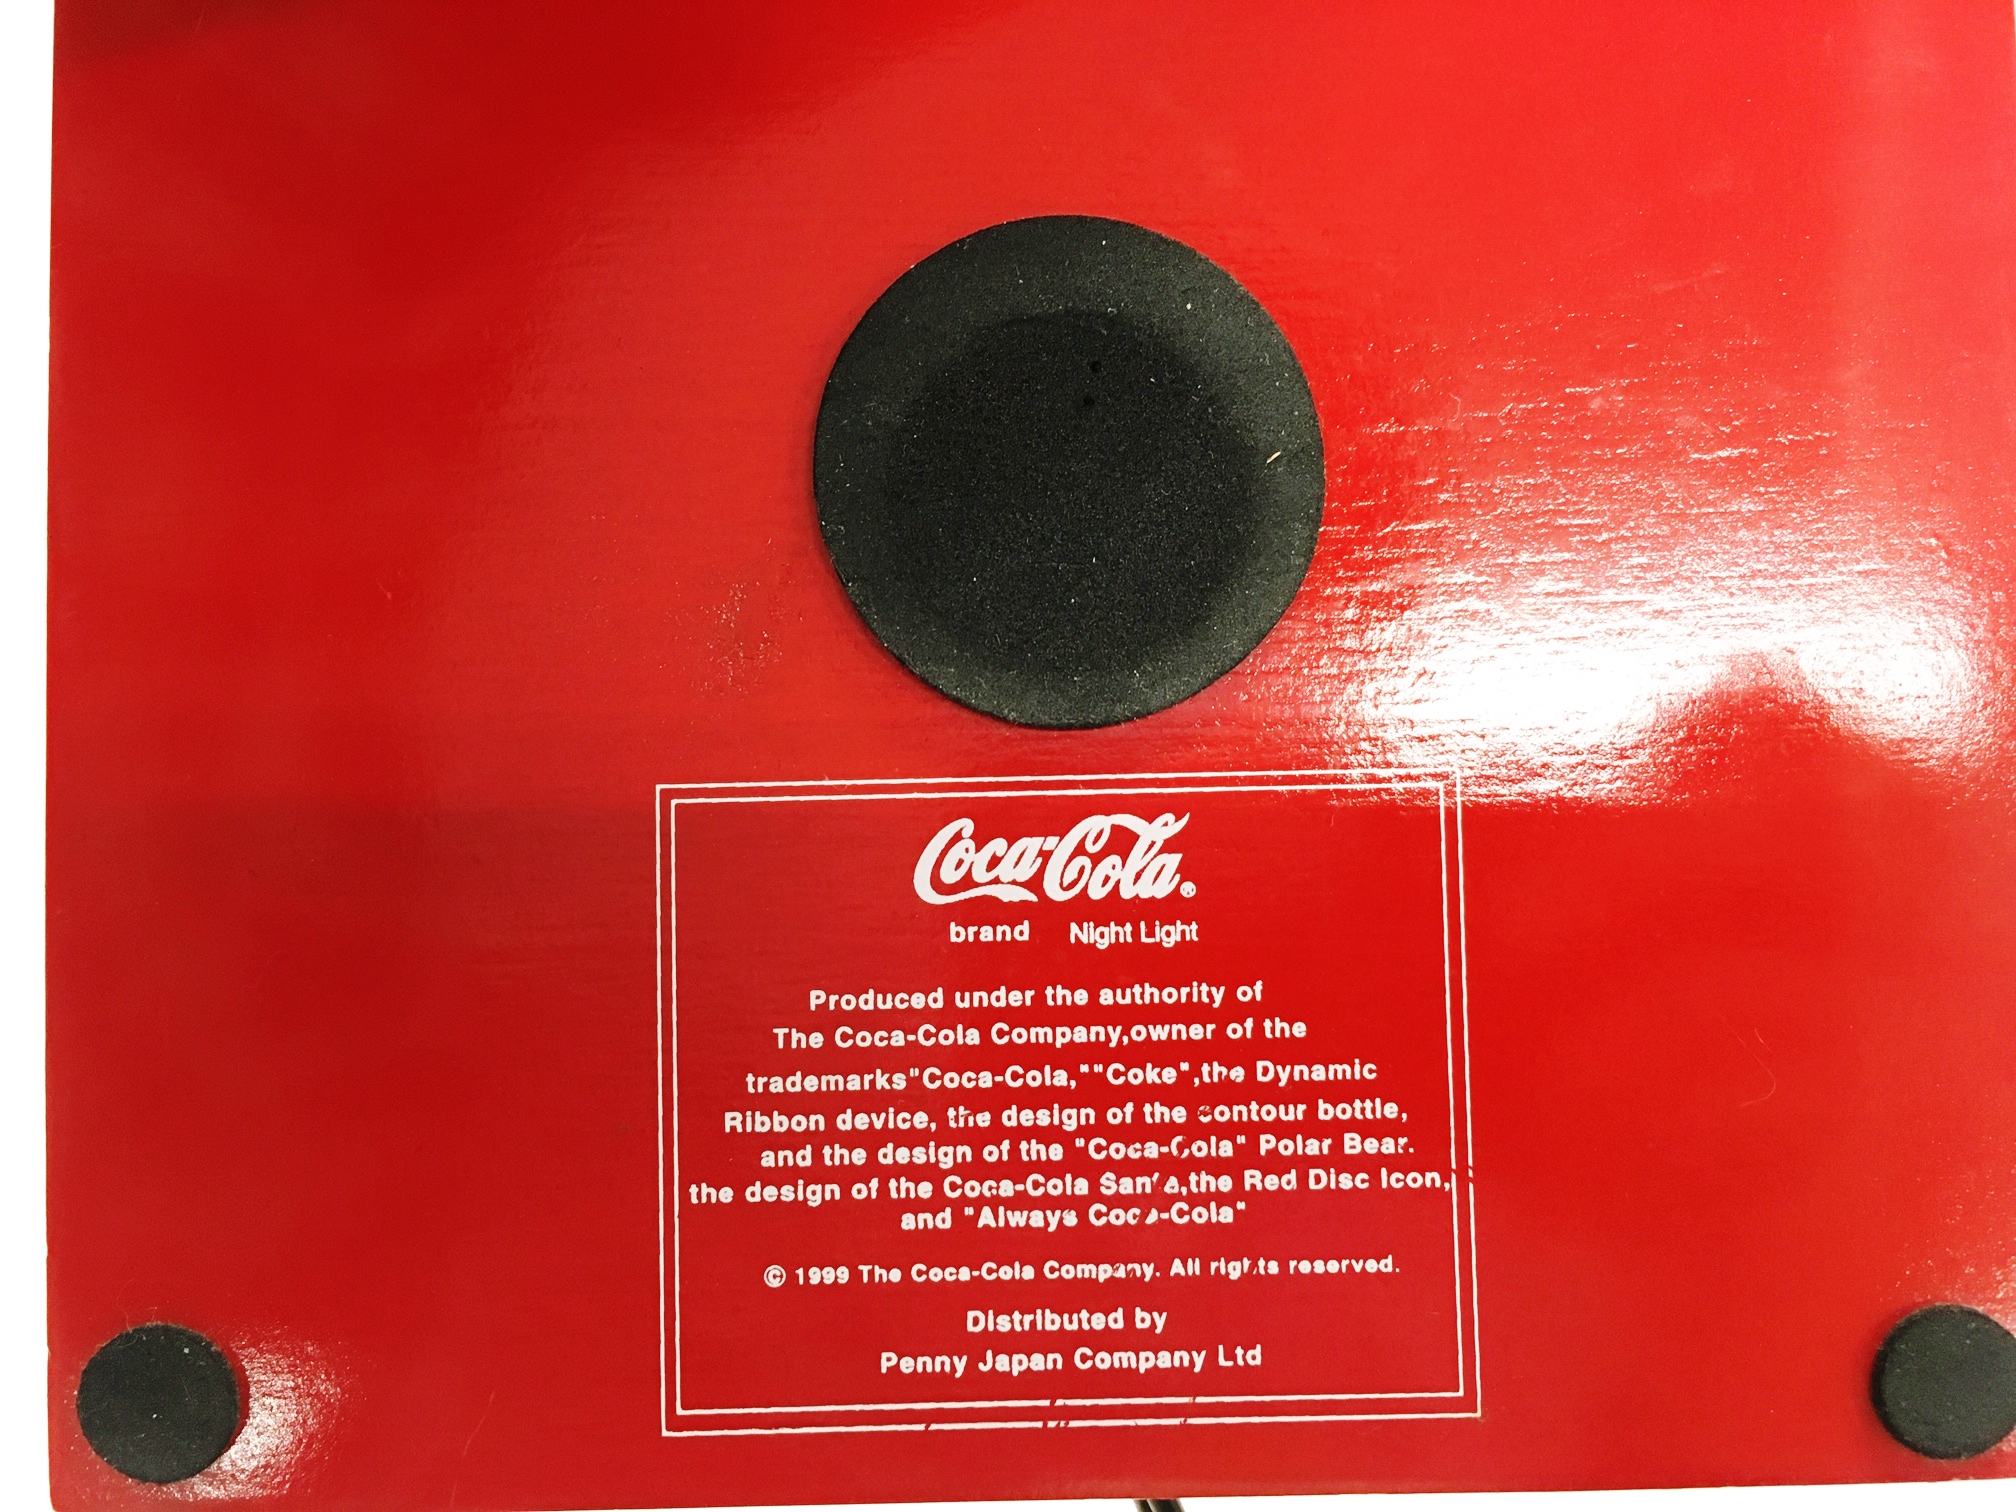 Coca-Cola®
brand Night Light
Produced under the authority of
The Coca-Cola Company,owner of the
trademarks"Coca-Cola,""Coke",the Dynamic
Ribbon device, the design of the contour bottle,
and the design of the "Coca-Cola" Polar Bear.
the design of the Coca-Cola Santa,the Red Disc Icon,
and "Always Coca-Cola"
© 1999 The Coca-Cola Company. All rights reserved.
Distributed by
Penny Japan Company Ltd